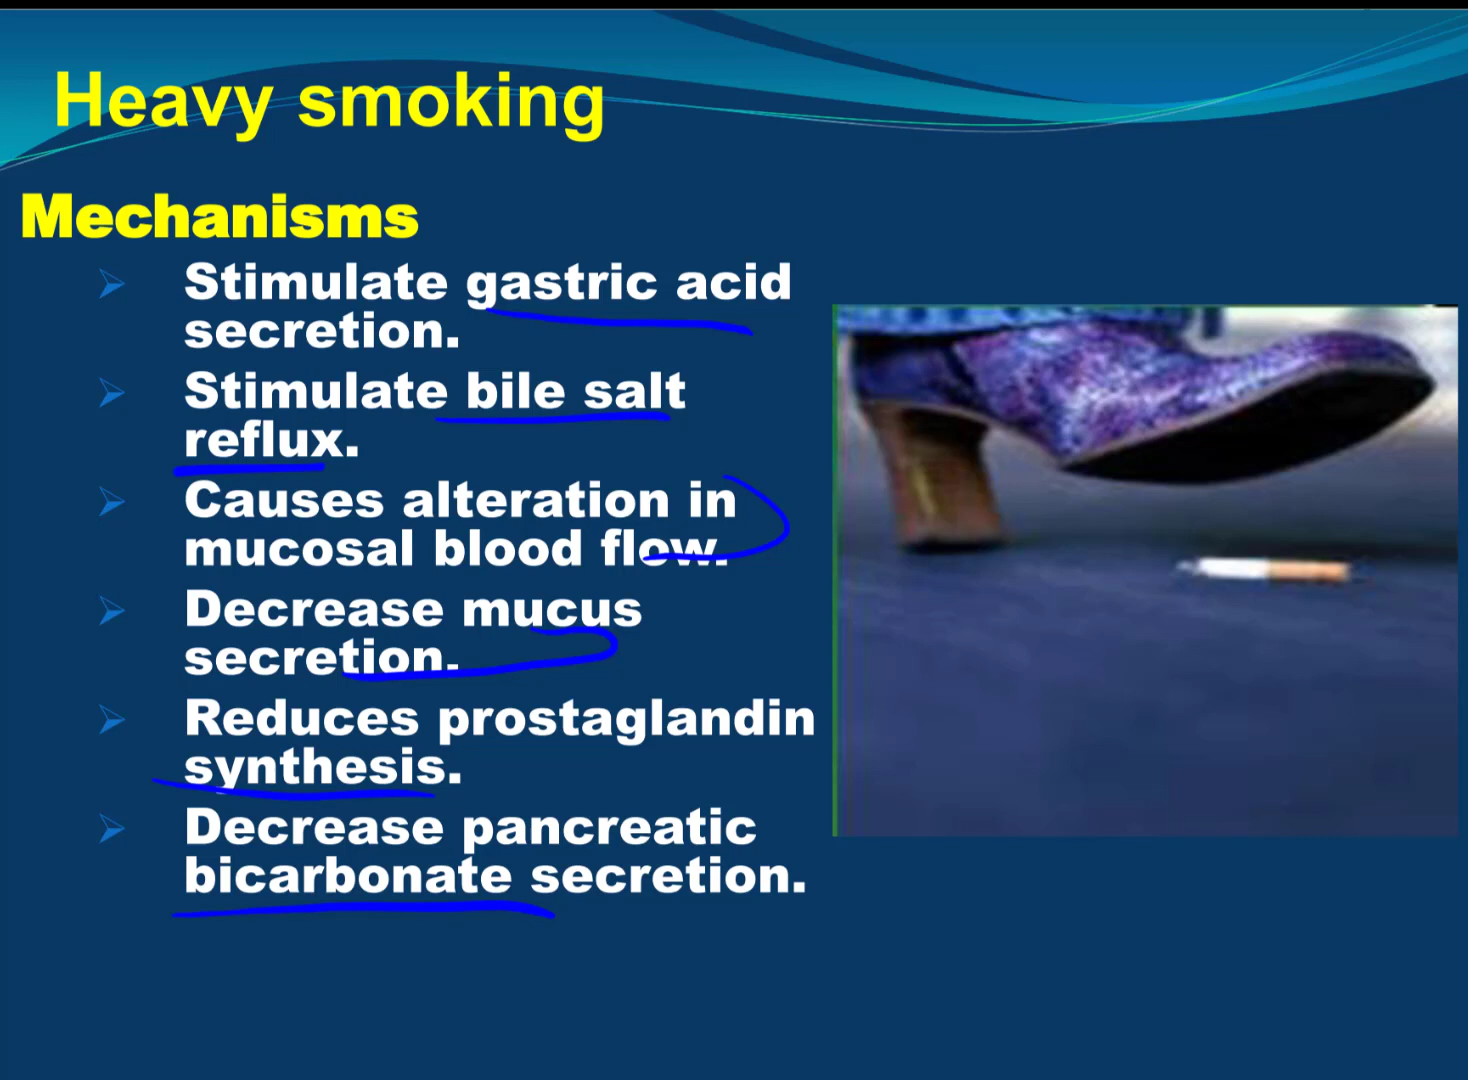 Heavy smoking
Mechanisms
Stimulate gastric acid
secretion.
Stimulate bile salt
reflux.
Causes alteration in
mucosal blood flow.
Decrease mucus
secretion.
Reduces prostaglandin
synthesis.
Decrease pancreatic
bicarbonate secretion.